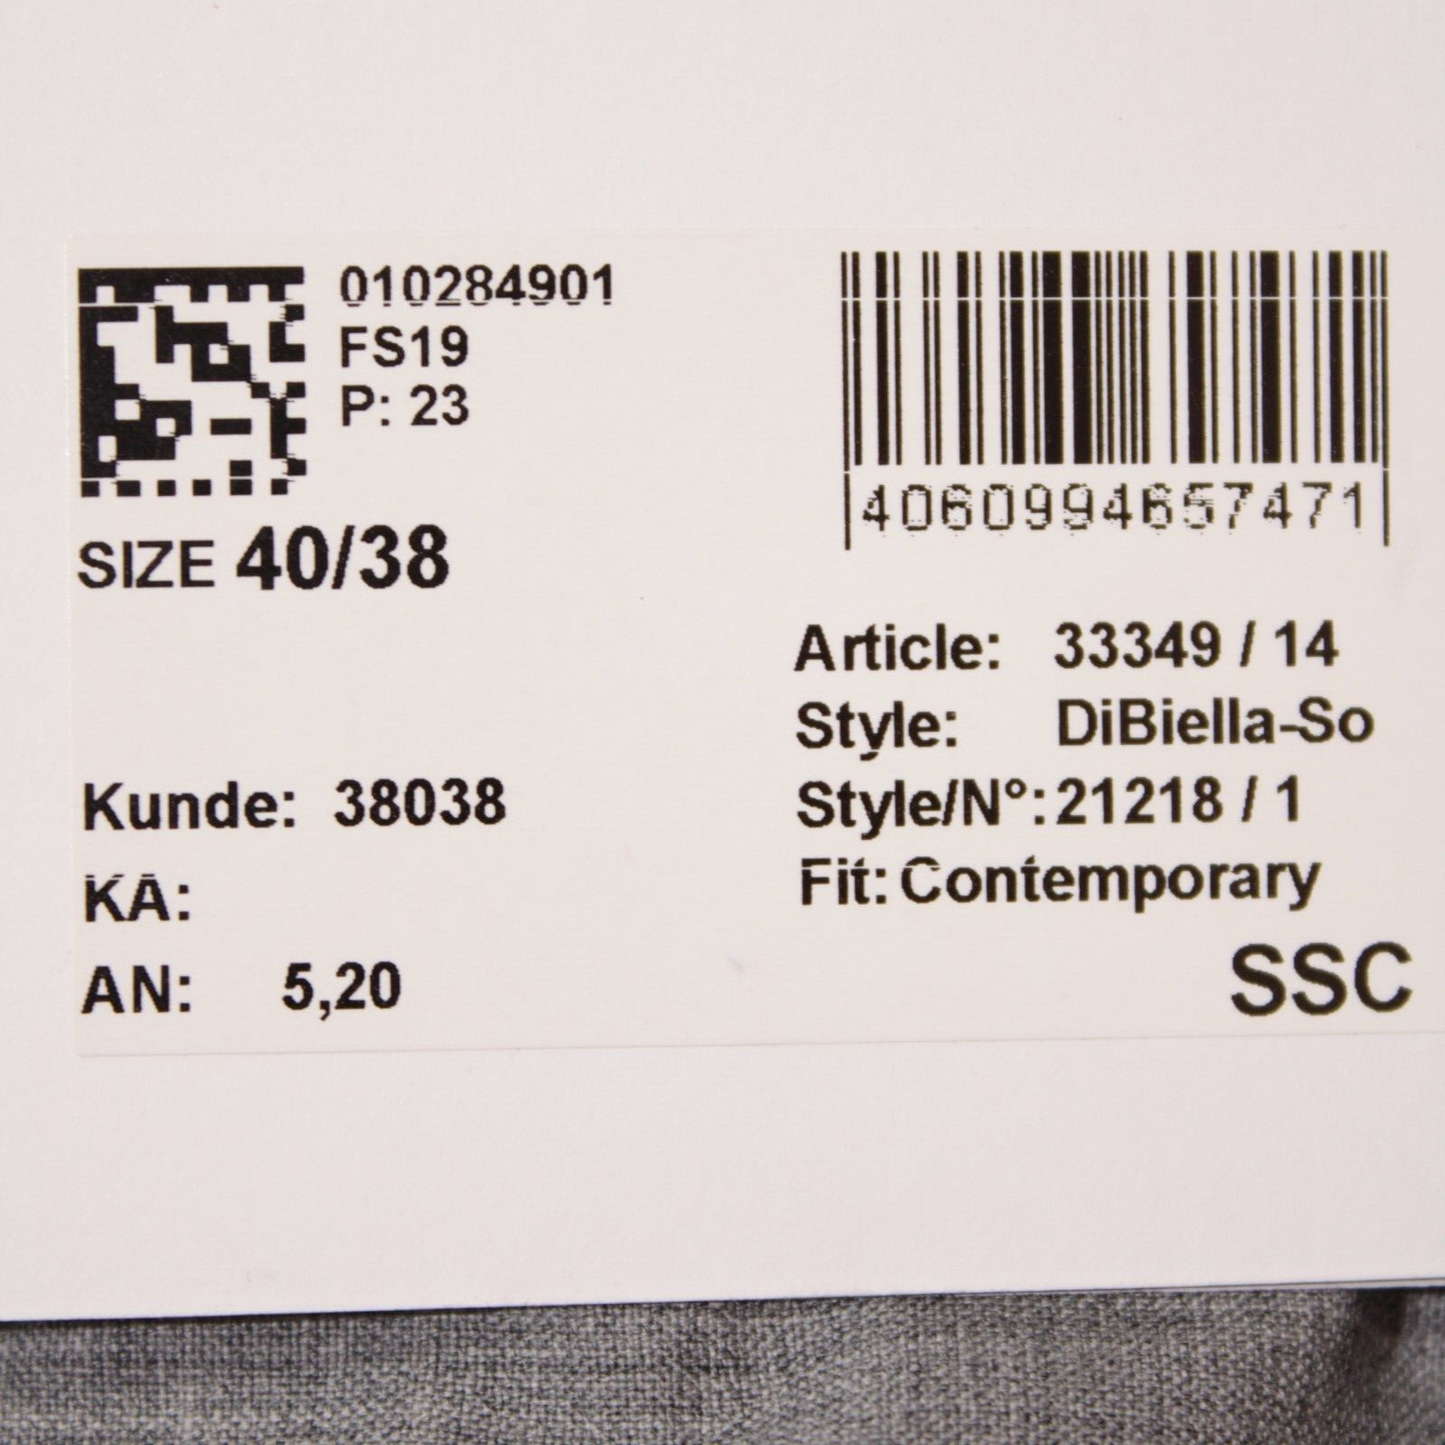 010284901
FS19
P: 23
SIZE 40/38
4060994657471
Article: 33349 / 14
Style: DiBiella-So
Kunde: 38038
Style/N°: 21218 / 1
KA:
Fit: Contemporary
AN: 5,20
SSC